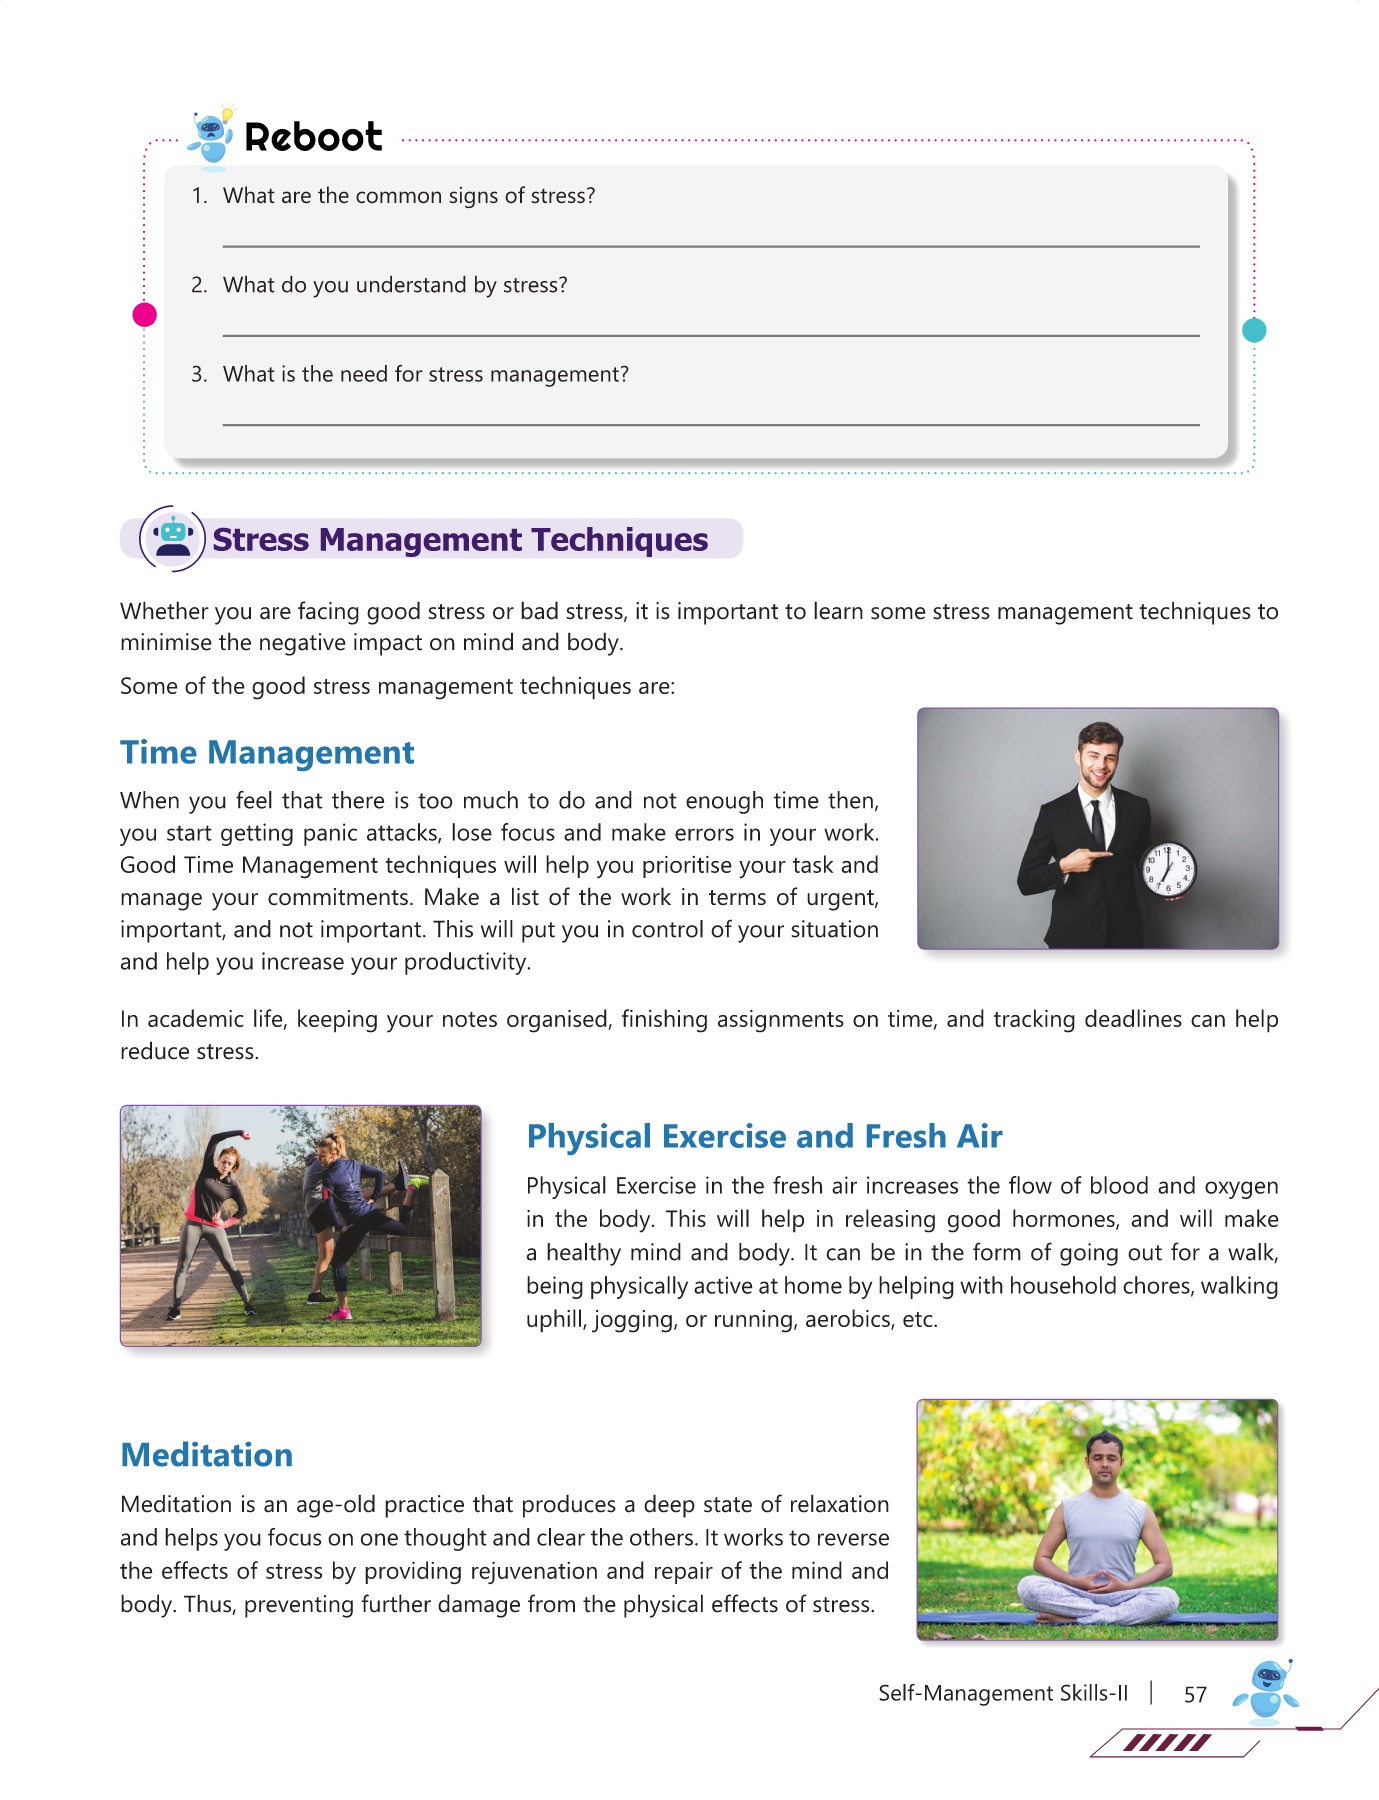 Reboot
1. What are the common signs of stress?
2. What do you understand by stress?
3. What is the need for stress management?
Stress Management Techniques
Whether you are facing good stress or bad stress, it is important to learn some stress management techniques to
minimise the negative impact on mind and body.
Some of the good stress management techniques are:
Time Management
When you feel that there is too much to do and not enough time then,
you start getting panic attacks, lose focus and make errors in your work.
Good Time Management techniques will help you prioritise your task and
manage your commitments. Make a list of the work in terms of urgent,
important, and not important. This will put you in control of your situation
and help you increase your productivity.
In academic life, keeping your notes organised, finishing assignments on time, and tracking deadlines can help
reduce stress.
Physical Exercise and Fresh Air
Physical Exercise in the fresh air increases the flow of blood and oxygen
in the body. This will help in releasing good hormones, and will make
a healthy mind and body. It can be in the form of going out for a walk,
being physically active at home by helping with household chores, walking
uphill, jogging, or running, aerobics, etc.
Meditation
Meditation is an age-old practice that produces a deep state of relaxation
and helps you focus on one thought and clear the others. It works to reverse
the effects of stress by providing rejuvenation and repair of the mind and
body. Thus, preventing further damage from the physical effects of stress.
Self-Management Skills-II | 57